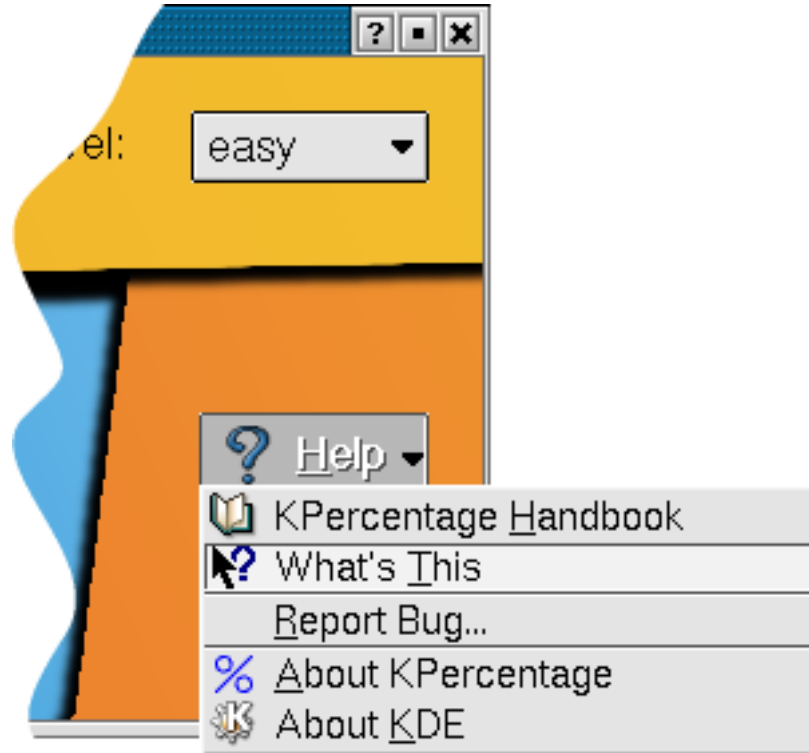 el:
easy
Help
KPercentage Handbook
What's This
Report Bug...
About KPercentage
About KDE